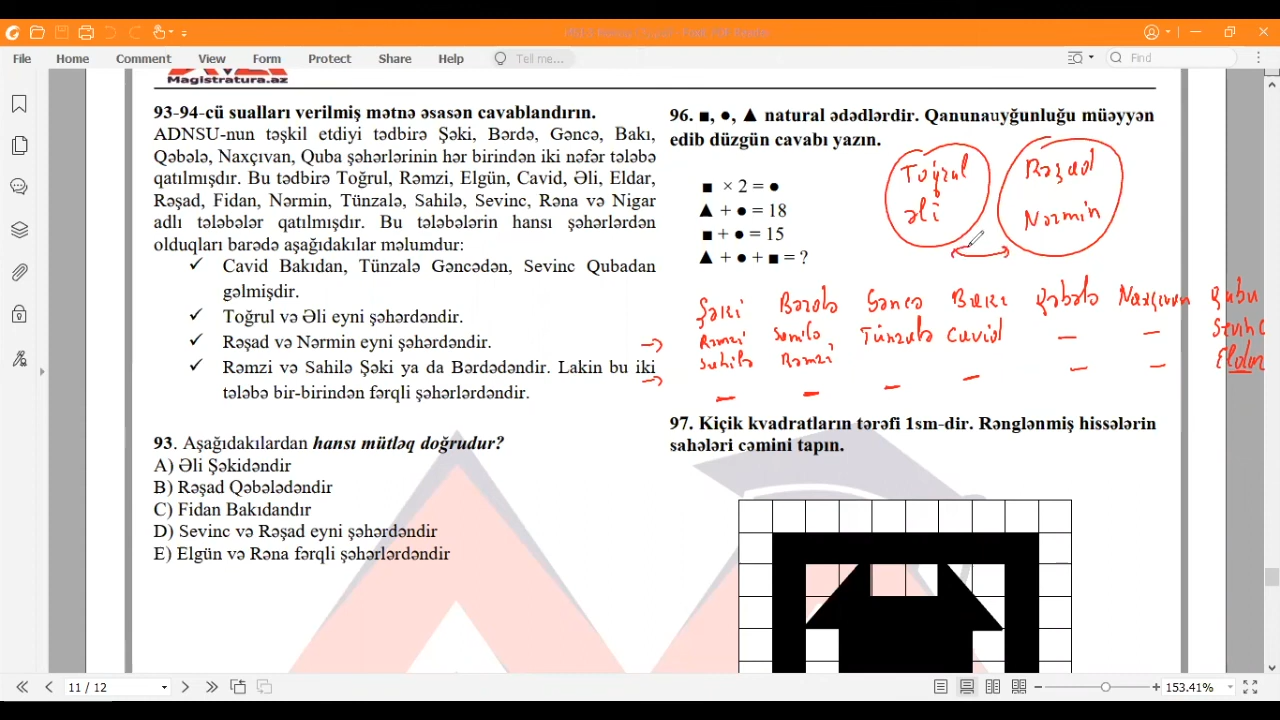 File Home Comment View Form Protect Share Help Tell me... Find
Magistratura.az
93-94-cü sualları verilmiş mətnə əsasən cavablandırın.
ADNSU-nun təşkil etdiyi tədbirə Şəki, Bərdə, Gəncə, Bakı,
Qəbələ, Naxçıvan, Quba şəhərlərinin hər birindən iki nəfər tələbə
qatılmışdır. Bu tədbirə Toğrul, Rəmzi, Elgün, Cavid, Əli, Eldar,
Rəşad, Fidan, Nərmin, Tünzalə, Sahilə, Sevinc, Rəna və Nigar
adlı tələbələr qatılmışdır. Bu tələbələrin hansı şəhərlərdən
olduqları barədə aşağıdakılar məlumdur:
✓ Cavid Bakıdan, Tünzalə Gəncədən, Sevinc Qubadan
gəlmişdir.
✓ Toğrul və Əli eyni şəhərdəndir.
✓ Rəşad və Nərmin eyni şəhərdəndir.
✓ Rəmzi və Sahilə Şəki ya da Bərdədəndir. Lakin bu iki
tələbə bir-birindən fərqli şəhərlərdəndir.
93. Aşağıdakılardan hansı mütləq doğrudur?
A) Əli Şəkidəndir
B) Rəşad Qəbələdəndir
C) Fidan Bakıdandır
D) Sevinc və Rəşad eyni şəhərdəndir
E) Elgün və Rəna fərqli şəhərlərdəndir
96. ■, ●, ▲ natural ədədlərdir. Qanunauyğunluğu müəyyən
edib düzgün cavabı yazın.
■ × 2 = ●
▲ + ● = 18
■ + ● = 15
▲ + ● + ■ = ?
Toğrul Rəşad
Əli Nərmin
Şəki Bərdə Gəncə Bakı Qəbələ Naxçıvan Quba
Rəmzi Sahilə Tünzalə Cavid – – Sevinc
Sahilə Rəmzi – – – – Eldar
– –
97. Kiçik kvadratların tərəfi 1sm-dir. Rənglənmiş hissələrin
sahələri cəmini tapın.
11 / 12 153.41%